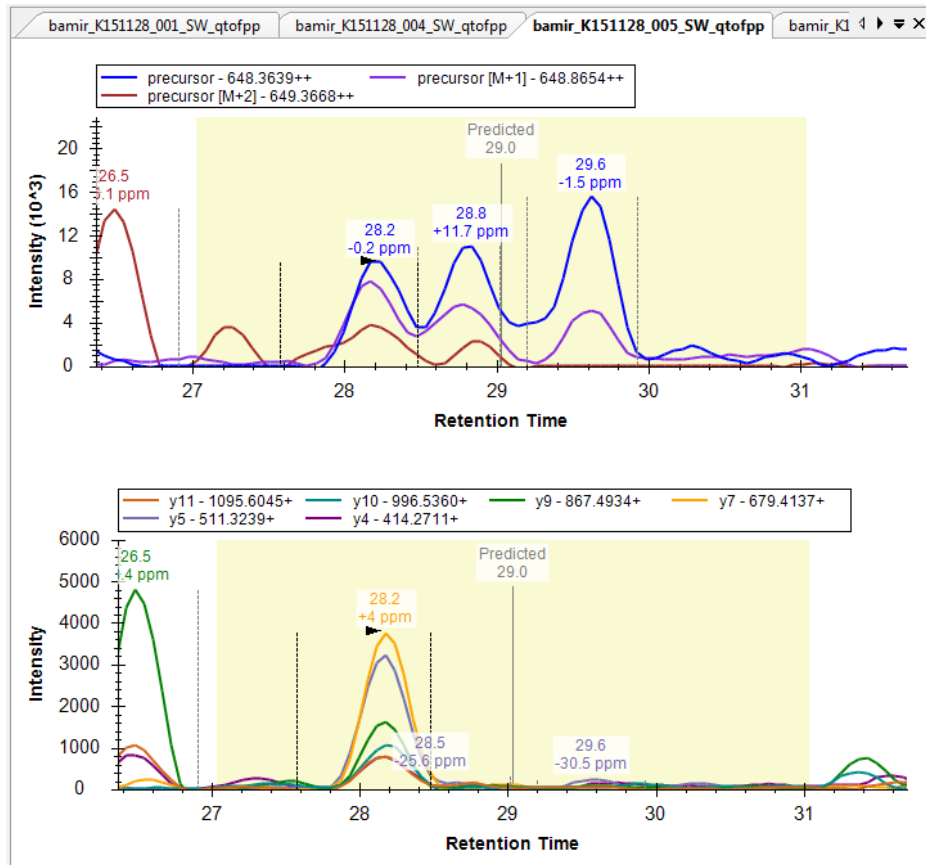 bamir_K151128_001_SW_qtofpp bamir_K151128_004_SW_qtofpp bamir_K151128_005_SW_qtofpp bamir_K1
precursor - 648.3639++ precursor [M+1] - 648.8654++
precursor [M+2] - 649.3668++
Intensity (10^3)
20
16
12
8
4
0
26.5
.1 ppm
28.2
-0.2 ppm
28.8
+11.7 ppm
Predicted
29.0
29.6
-1.5 ppm
27 28 29 30 31
Retention Time
y11 - 1095.6045+ y10 - 996.5360+ y9 - 867.4934+ y7 - 679.4137+
y5 - 511.3239+ y4 - 414.2711+
Intensity
6000
5000
4000
3000
2000
1000
0
26.5
.4 ppm
28.2
+4 ppm
28.5
-25.6 ppm
Predicted
29.0
29.6
-30.5 ppm
27 28 29 30 31
Retention Time